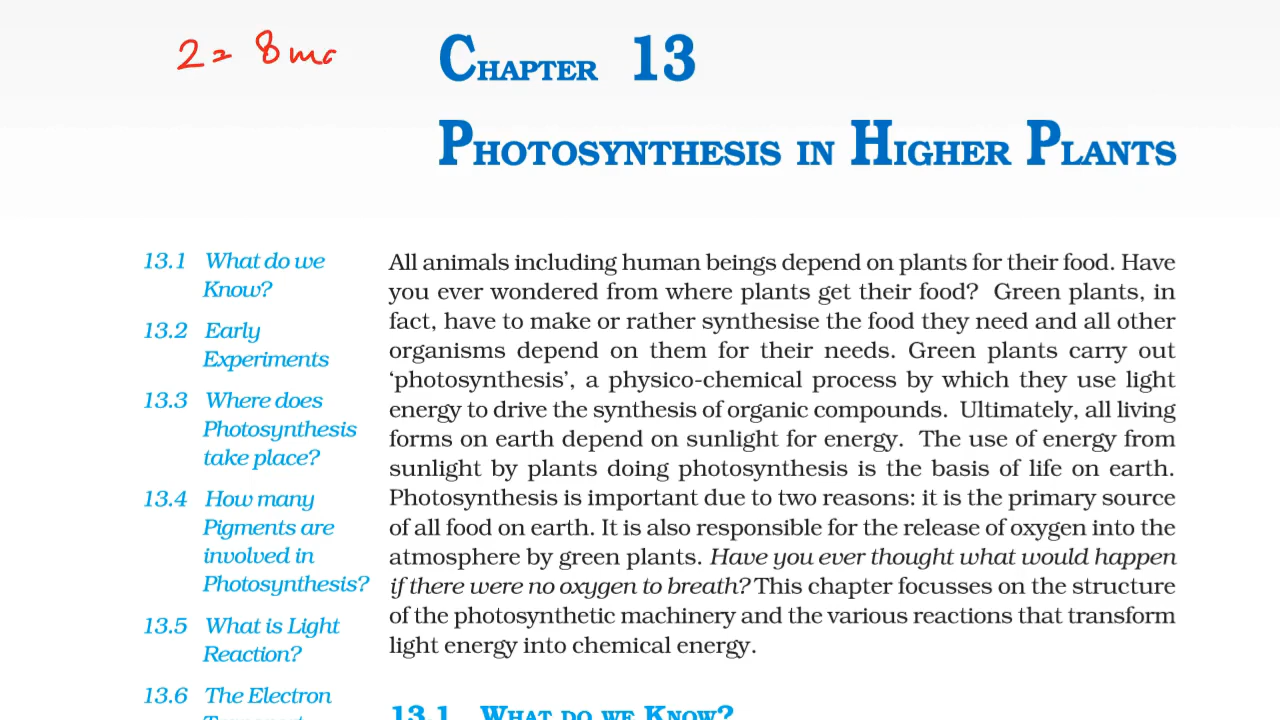 2 = 8 ma
CHAPTER 13
PHOTOSYNTHESIS IN HIGHER PLANTS
13.1 What do we
Know?
13.2 Early
Experiments
13.3 Where does
Photosynthesis
take place?
13.4 How many
Pigments are
involved in
Photosynthesis?
13.5 What is Light
Reaction?
13.6 The Electron
All animals including human beings depend on plants for their food. Have
you ever wondered from where plants get their food? Green plants, in
fact, have to make or rather synthesise the food they need and all other
organisms depend on them for their needs. Green plants carry out
‘photosynthesis’, a physico-chemical process by which they use light
energy to drive the synthesis of organic compounds. Ultimately, all living
forms on earth depend on sunlight for energy. The use of energy from
sunlight by plants doing photosynthesis is the basis of life on earth.
Photosynthesis is important due to two reasons: it is the primary source
of all food on earth. It is also responsible for the release of oxygen into the
atmosphere by green plants. Have you ever thought what would happen
if there were no oxygen to breath? This chapter focusses on the structure
of the photosynthetic machinery and the various reactions that transform
light energy into chemical energy.
13.1 WHAT DO WE KNOW?